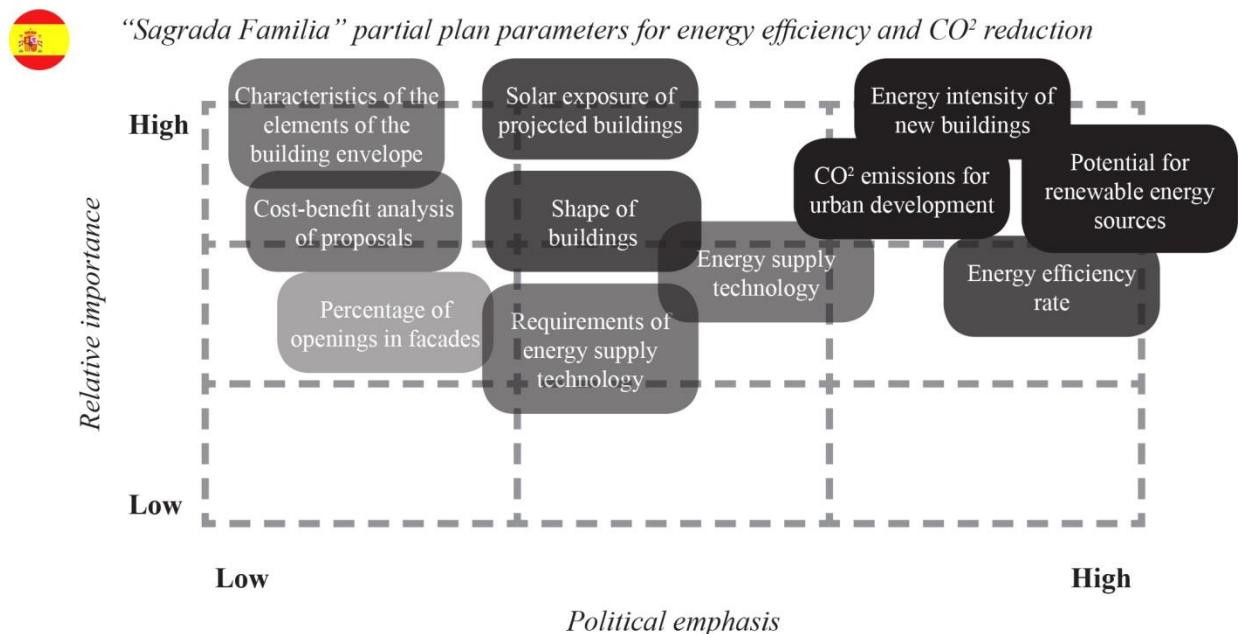 “Sagrada Familia” partial plan parameters for energy efficiency and CO² reduction
High
Relative importance
Low
Characteristics of the
elements of the
building envelope
Solar exposure of
projected buildings
Energy intensity of
new buildings
Potential for
renewable energy
sources
CO² emissions for
urban development
Cost-benefit analysis
of proposals
Shape of
buildings
Energy supply
technology
Energy efficiency
rate
Percentage of
openings in facades
Requirements of
energy supply
technology
Low
High
Political emphasis